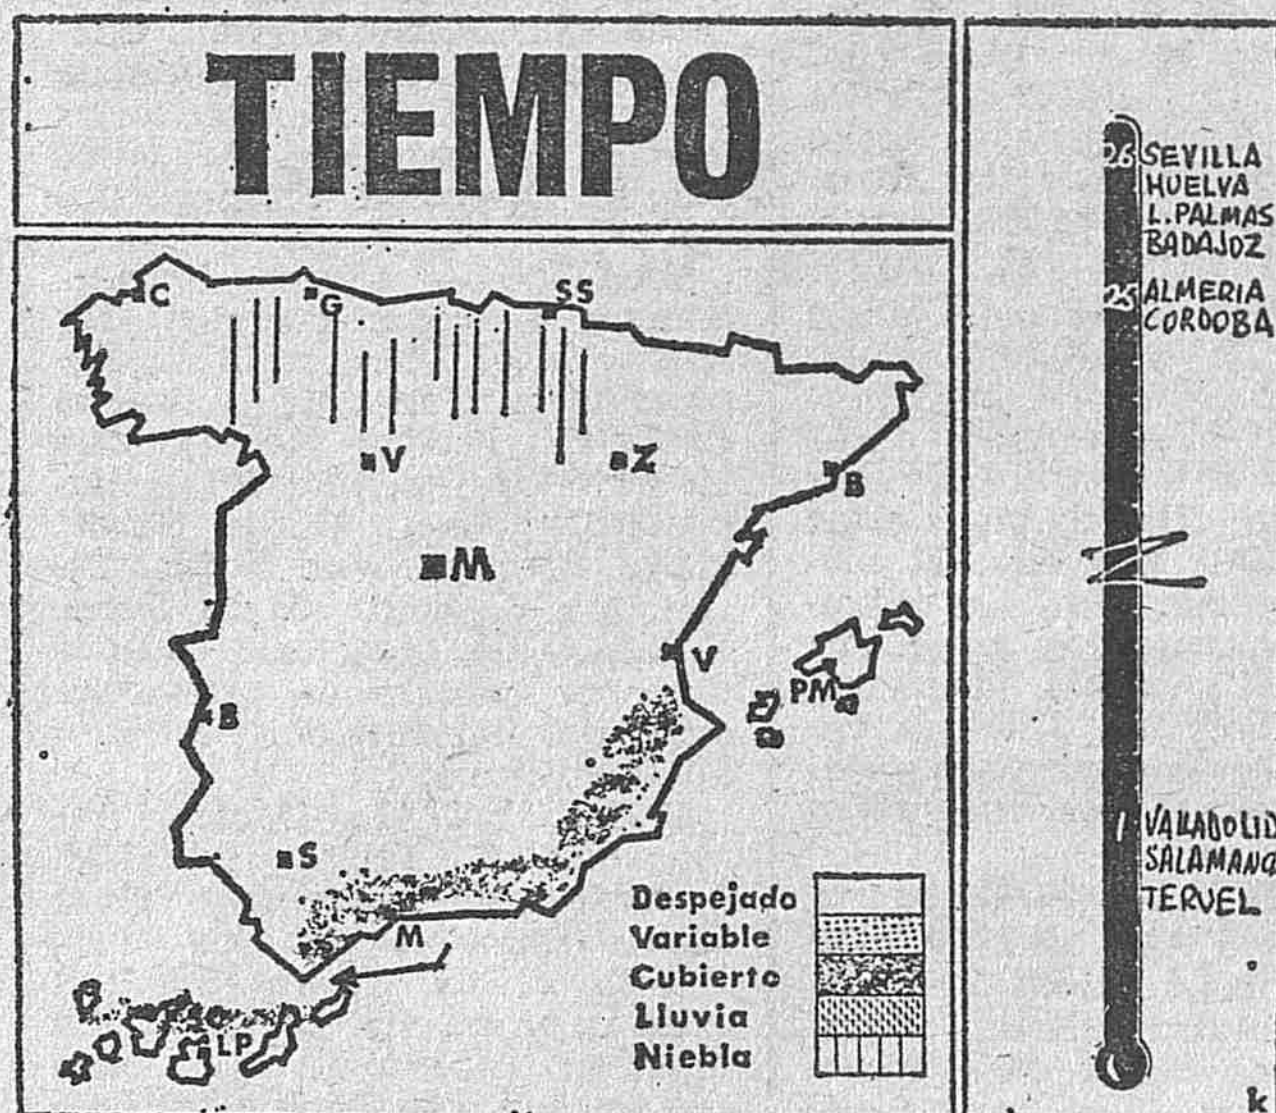 TIEMPO
C
G
SS
V
Z
B
M
V
PM
B
S
M
LP
Despejado
Variable
Cubierto
Lluvia
Niebla
26 SEVILLA
HUELVA
L.PALMAS
BADAJOZ
25 ALMERIA
CORDOBA
1 VALLADOLID
SALAMANC
TERUEL
k